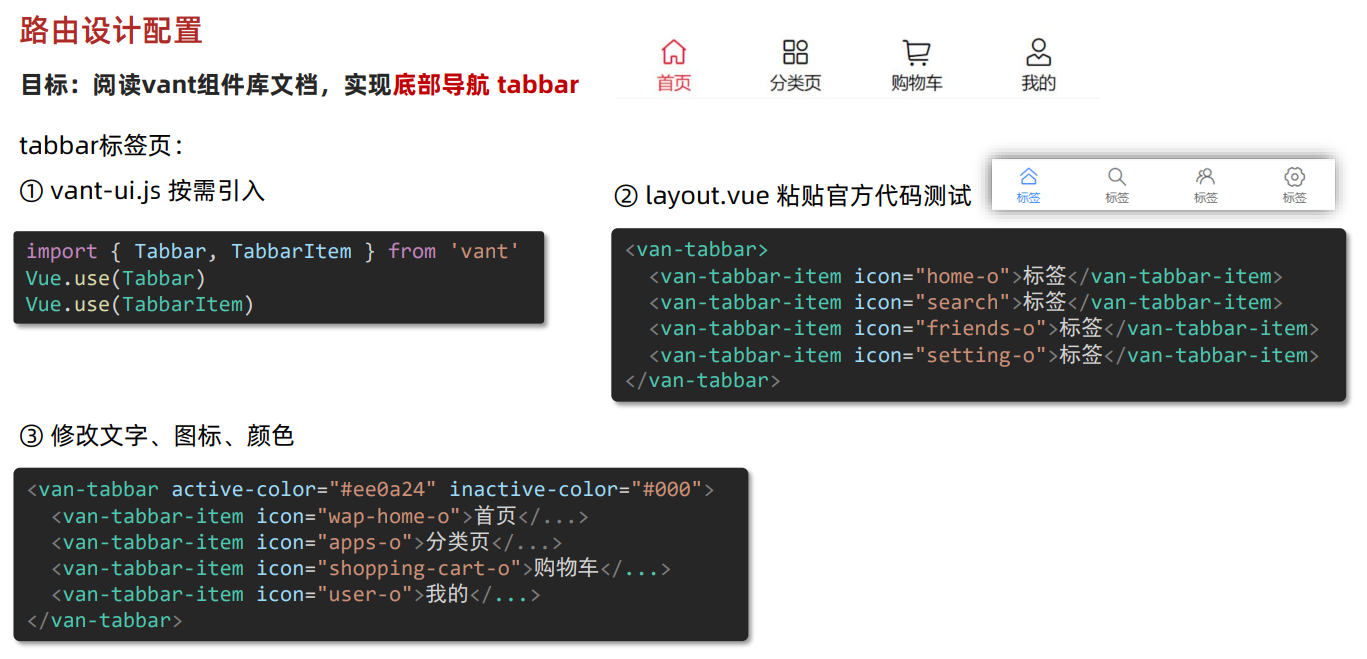 路由设计配置
目标：阅读vant组件库文档，实现底部导航 tabbar
首页 分类页 购物车 我的
tabbar标签页：
① vant-ui.js 按需引入
import { Tabbar, TabbarItem } from 'vant'
Vue.use(Tabbar)
Vue.use(TabbarItem)
② layout.vue 粘贴官方代码测试
标签 标签 标签 标签
<van-tabbar>
  <van-tabbar-item icon="home-o">标签</van-tabbar-item>
  <van-tabbar-item icon="search">标签</van-tabbar-item>
  <van-tabbar-item icon="friends-o">标签</van-tabbar-item>
  <van-tabbar-item icon="setting-o">标签</van-tabbar-item>
</van-tabbar>
③ 修改文字、图标、颜色
<van-tabbar active-color="#ee0a24" inactive-color="#000">
  <van-tabbar-item icon="wap-home-o">首页</...>
  <van-tabbar-item icon="apps-o">分类页</...>
  <van-tabbar-item icon="shopping-cart-o">购物车</...>
  <van-tabbar-item icon="user-o">我的</...>
</van-tabbar>